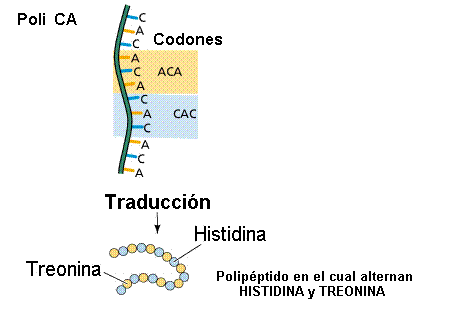 Poli CA
C
A
C
Codones
A
C ACA
A
C
A CAC
C
A
C
A
Traducción
Histidina
Treonina
Polipéptido en el cual alternan
HISTIDINA y TREONINA